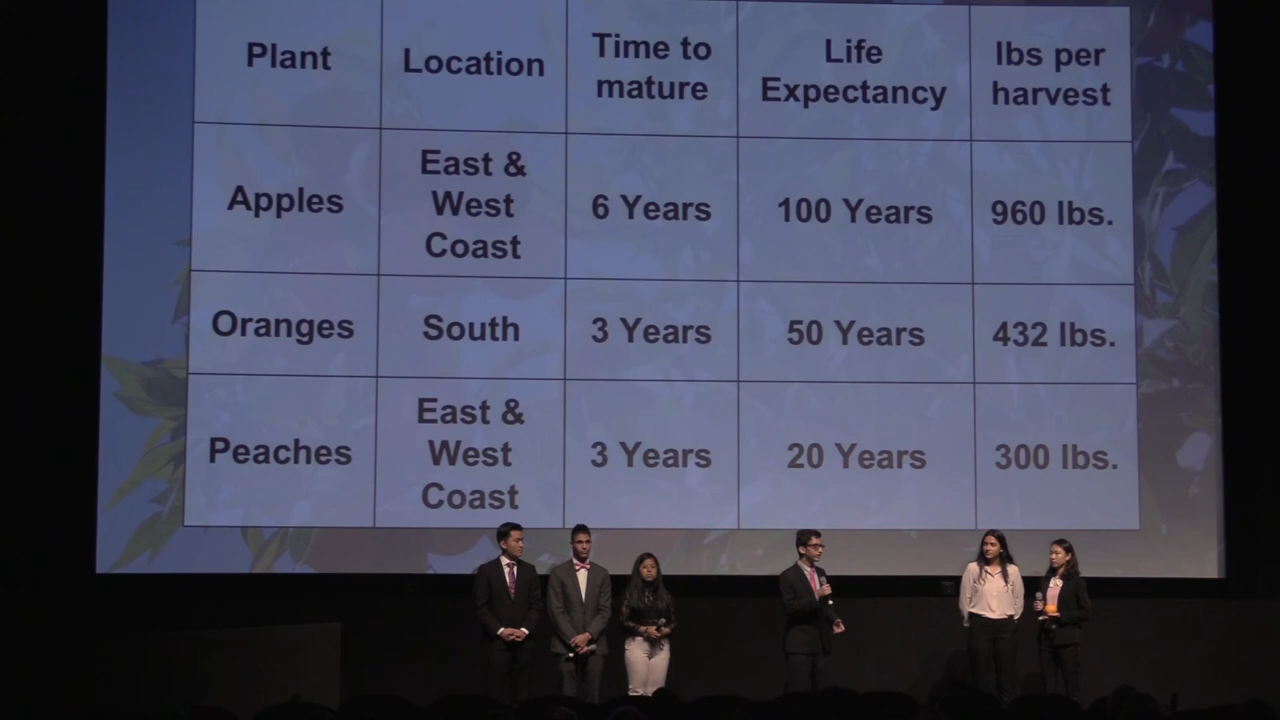 Plant
Location
Time to
mature
Life
Expectancy
lbs per
harvest
Apples
East &
West
Coast
6 Years
100 Years
960 lbs.
Oranges
South
3 Years
50 Years
432 lbs.
Peaches
East &
West
Coast
3 Years
20 Years
300 lbs.